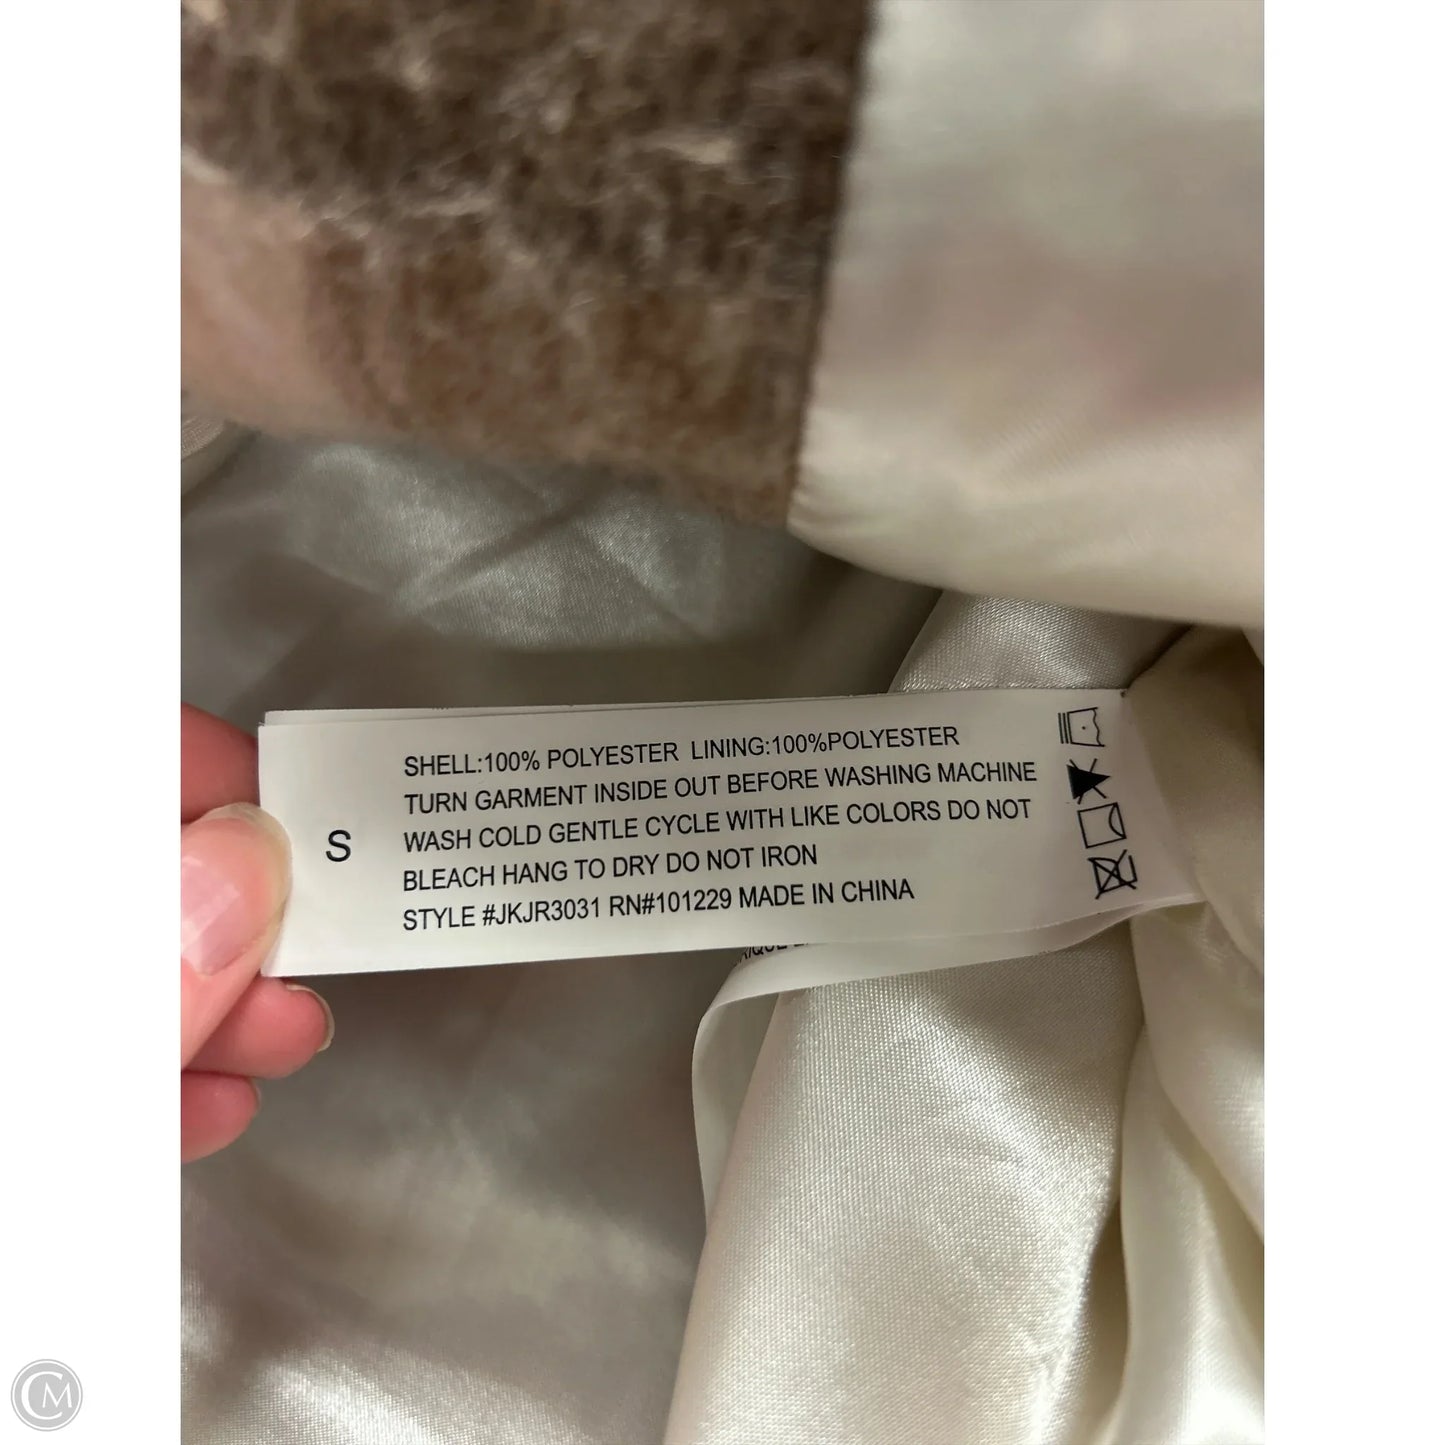 S
SHELL:100% POLYESTER LINING:100%POLYESTER
TURN GARMENT INSIDE OUT BEFORE WASHING MACHINE
WASH COLD GENTLE CYCLE WITH LIKE COLORS DO NOT
BLEACH HANG TO DRY DO NOT IRON
STYLE #JKJR3031 RN#101229 MADE IN CHINA
CM